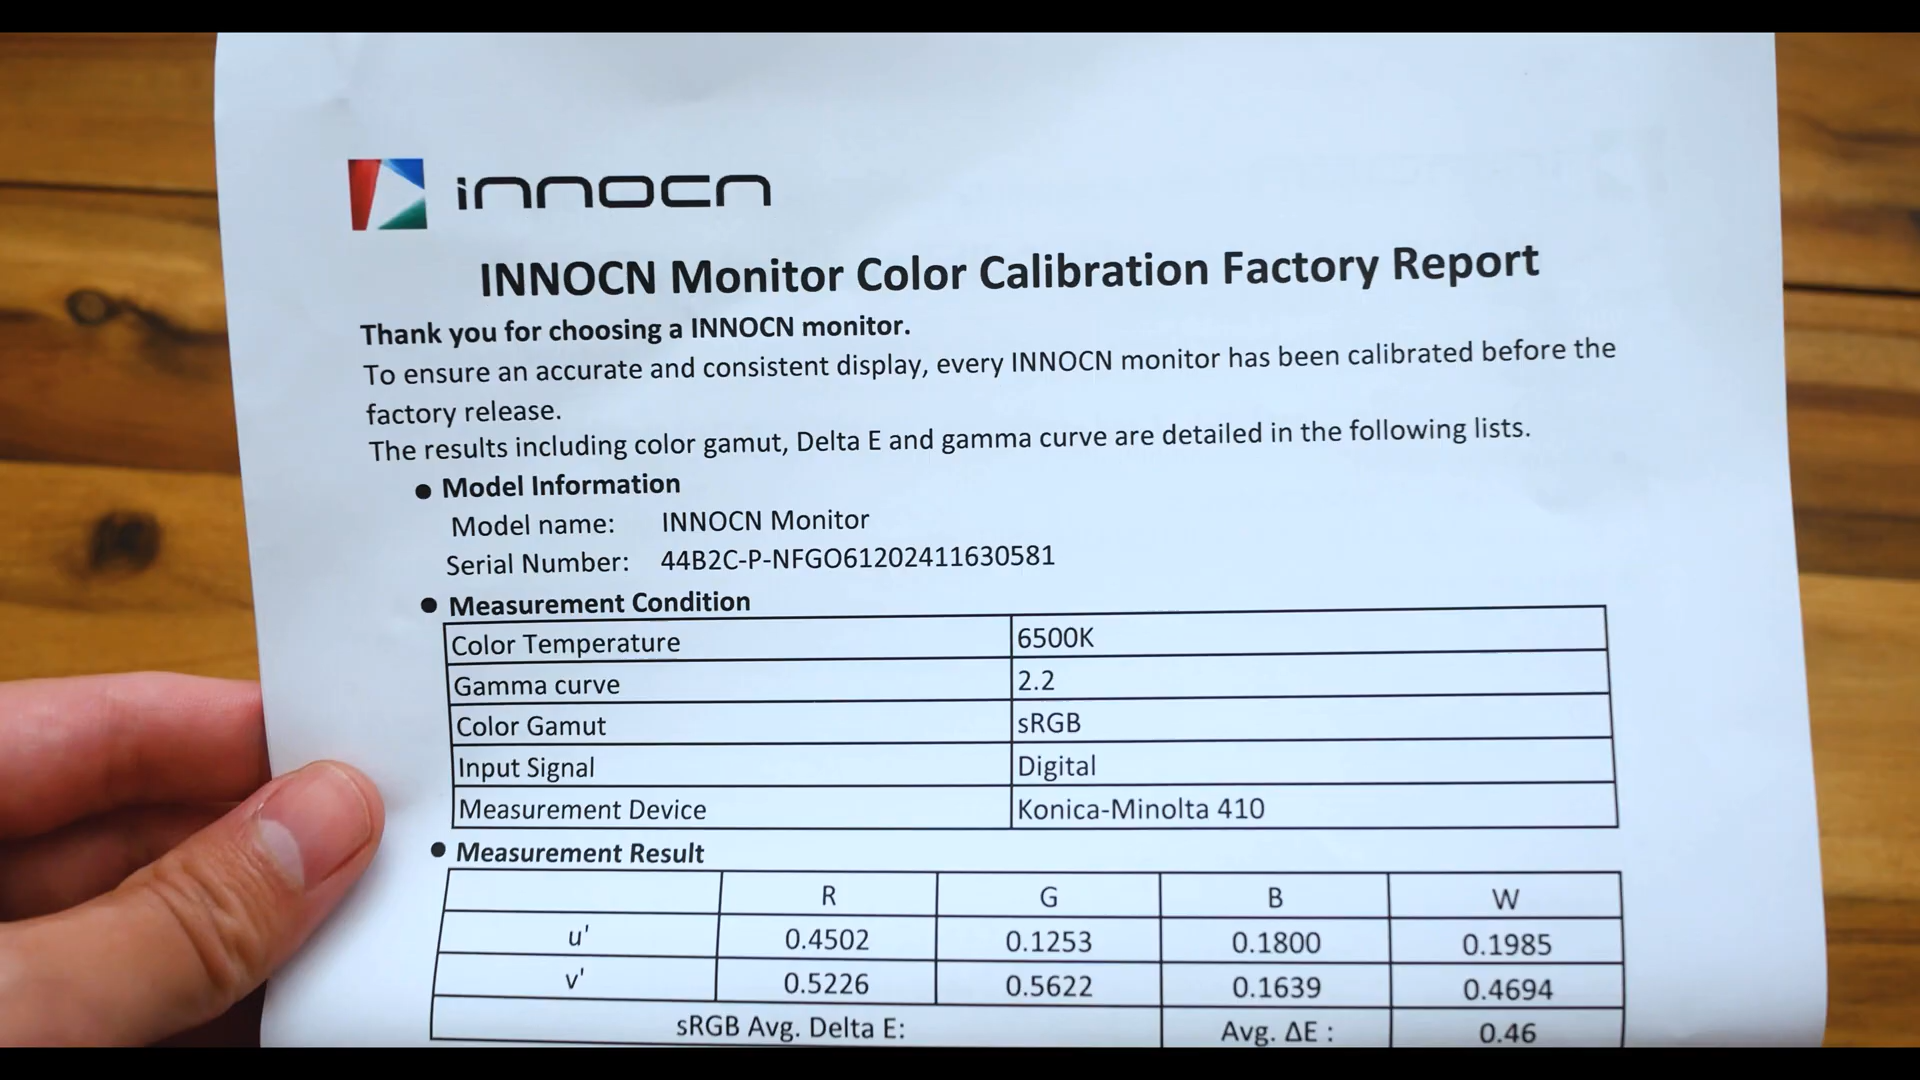 innocn
INNOCN Monitor Color Calibration Factory Report
Thank you for choosing a INNOCN monitor.
To ensure an accurate and consistent display, every INNOCN monitor has been calibrated before the
factory release.
The results including color gamut, Delta E and gamma curve are detailed in the following lists.
● Model Information
Model name: INNOCN Monitor
Serial Number: 44B2C-P-NFGO61202411630581
● Measurement Condition
Color Temperature 6500K
Gamma curve 2.2
Color Gamut sRGB
Input Signal Digital
Measurement Device Konica-Minolta 410
● Measurement Result
R G B W
u' 0.4502 0.1253 0.1800 0.1985
v' 0.5226 0.5622 0.1639 0.4694
sRGB Avg. Delta E: Avg. ΔE : 0.46